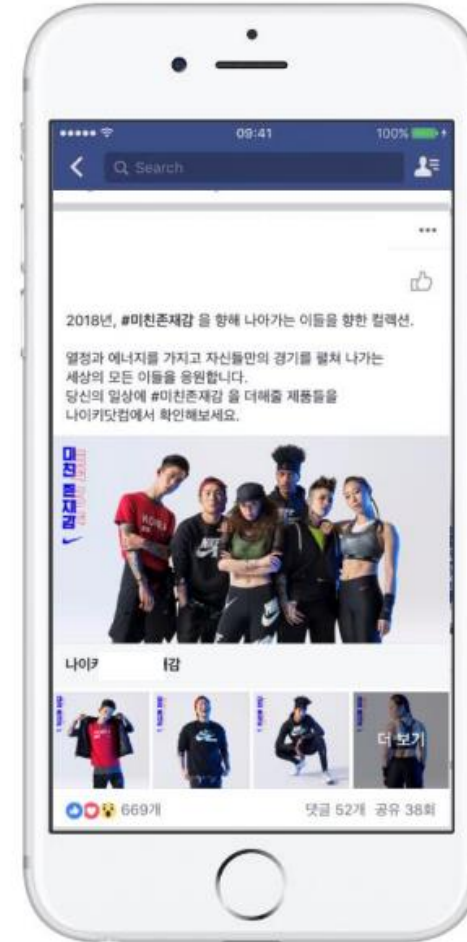 09:41
100%
Search
2018년, #미친존재감 을 향해 나아가는 이들을 향한 컬렉션.
열정과 에너지를 가지고 자신들만의 경기를 펼쳐 나가는
세상의 모든 이들을 응원합니다.
당신의 일상에 #미친존재감 을 더해줄 제품들을
나이키닷컴에서 확인해보세요.
미친 존재감
KOREA
NIKE
나이키
감
더 보기
669개
댓글 52개 공유 38회